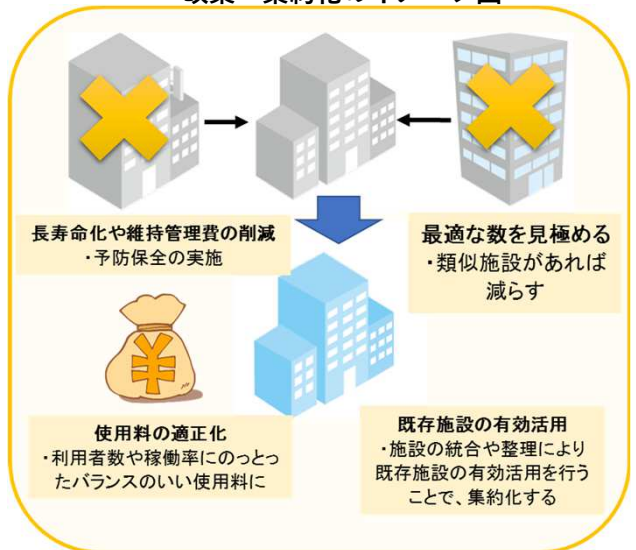 長寿命化や維持管理費の削減
・予防保全の実施
最適な数を見極める
・類似施設があれば
減らす
使用料の適正化
・利用者数や稼働率にのっとっ
たバランスのいい使用料に
既存施設の有効活用
・施設の統合や整理により
既存施設の有効活用を行う
ことで、集約化する